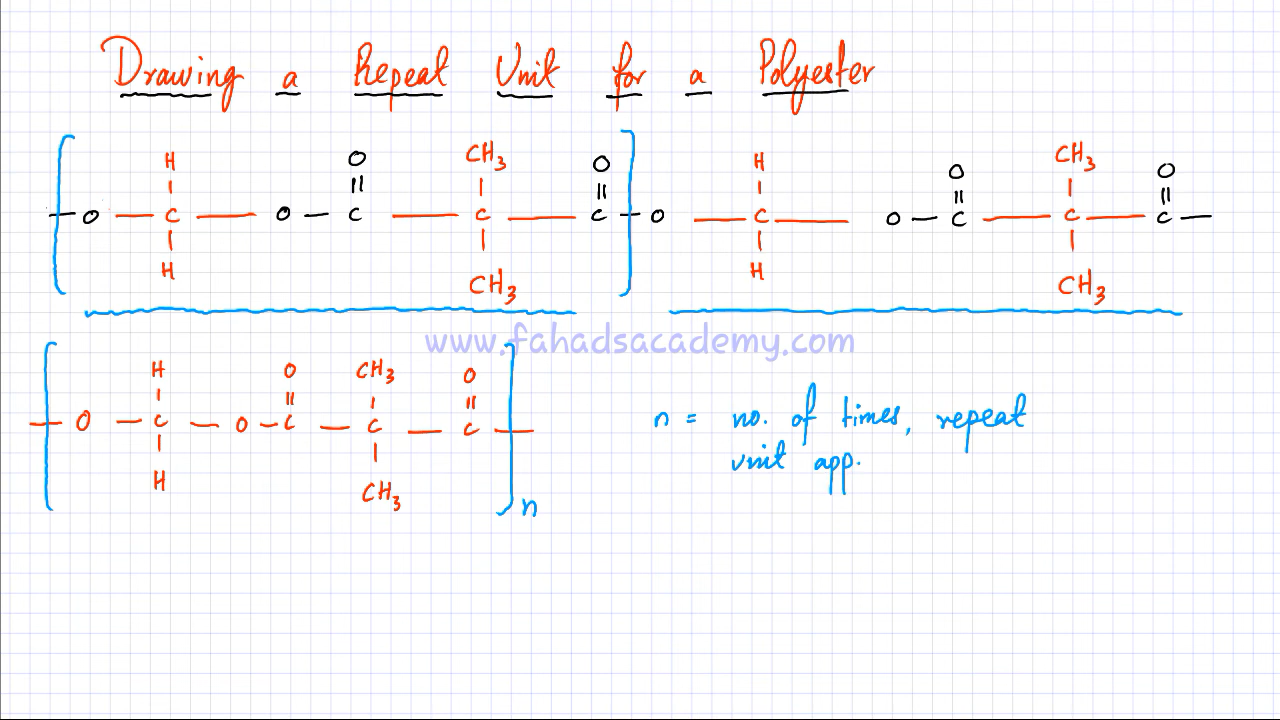 Drawing a Repeat Unit for a Polyester
H O CH3 O H O CH3 O
O C O C C C O C O C C C
H CH3 H CH3
www.fahadsacademy.com
H O CH3 O
O C O C C C
H CH3
n
n = no. of times, repeat
unit app.